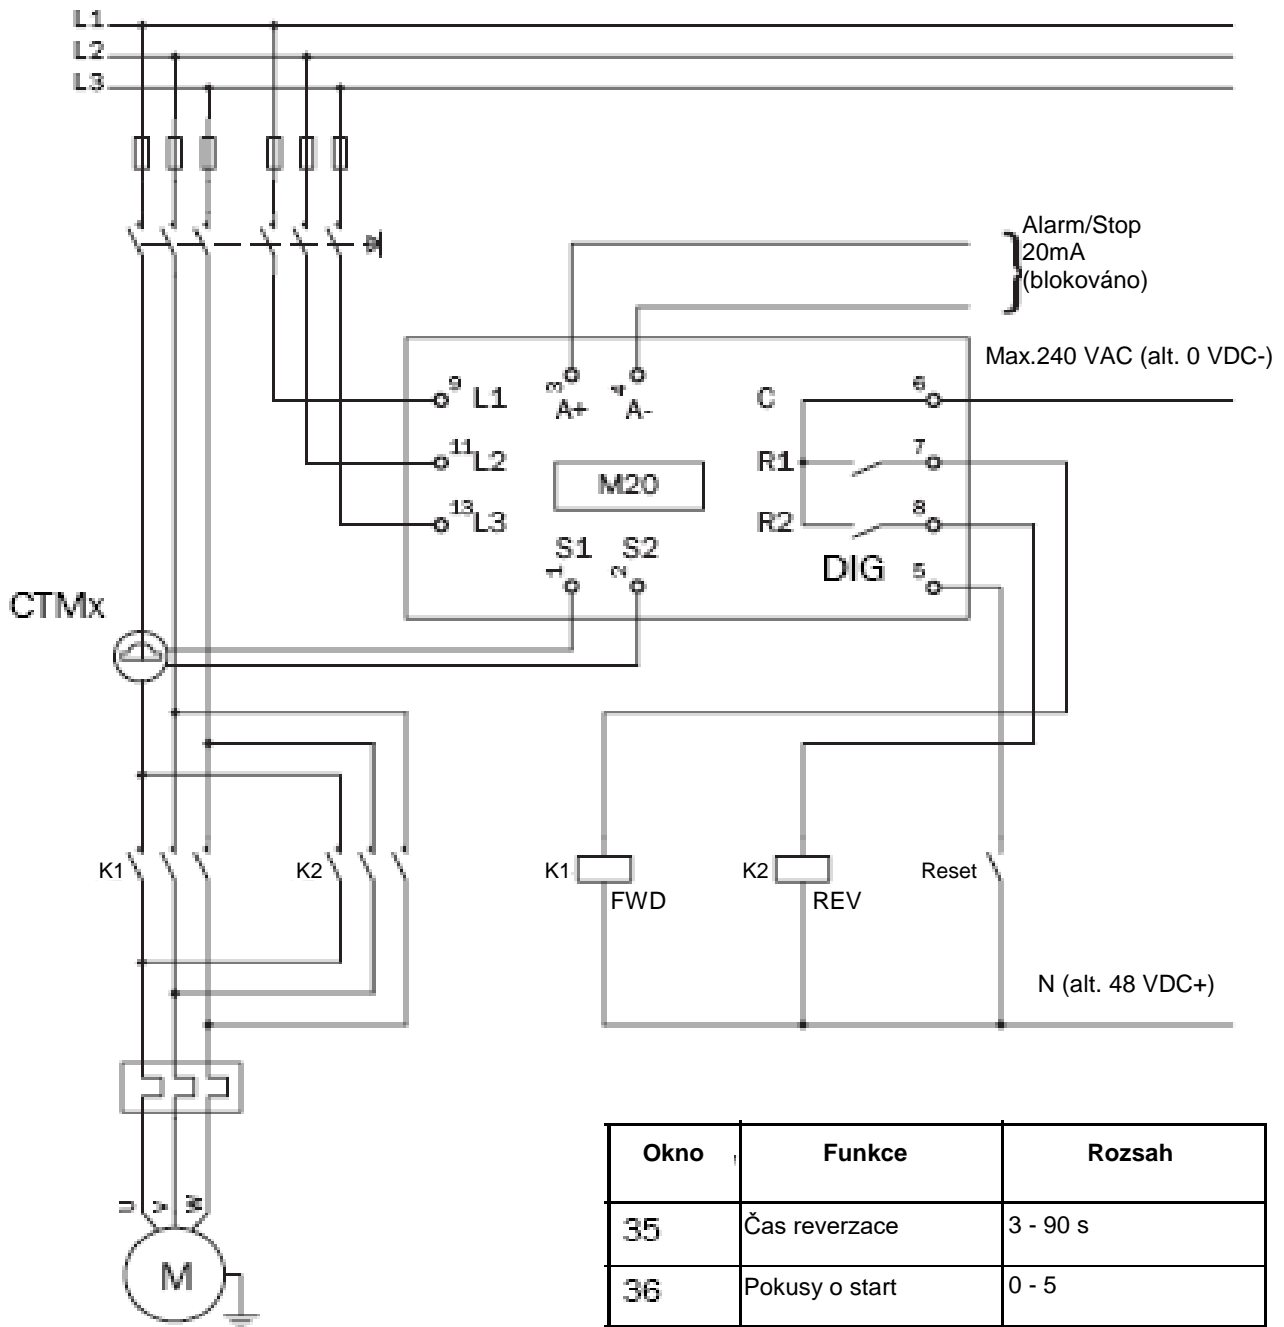 L1
L2
L3
Alarm/Stop
20mA
(blokováno)
Max.240 VAC (alt. 0 VDC-)
9 L1
3
A+
4
A-
C 6
11 L2
M20
R1 7
13 L3
R2 8
S1 S2
1 2
DIG 5
CTMx
K1
K2
K1
FWD
K2
REV
Reset
N (alt. 48 VDC+)
U V W
M
Okno Funkce Rozsah
35 Čas reverzace 3 - 90 s
36 Pokusy o start 0 - 5